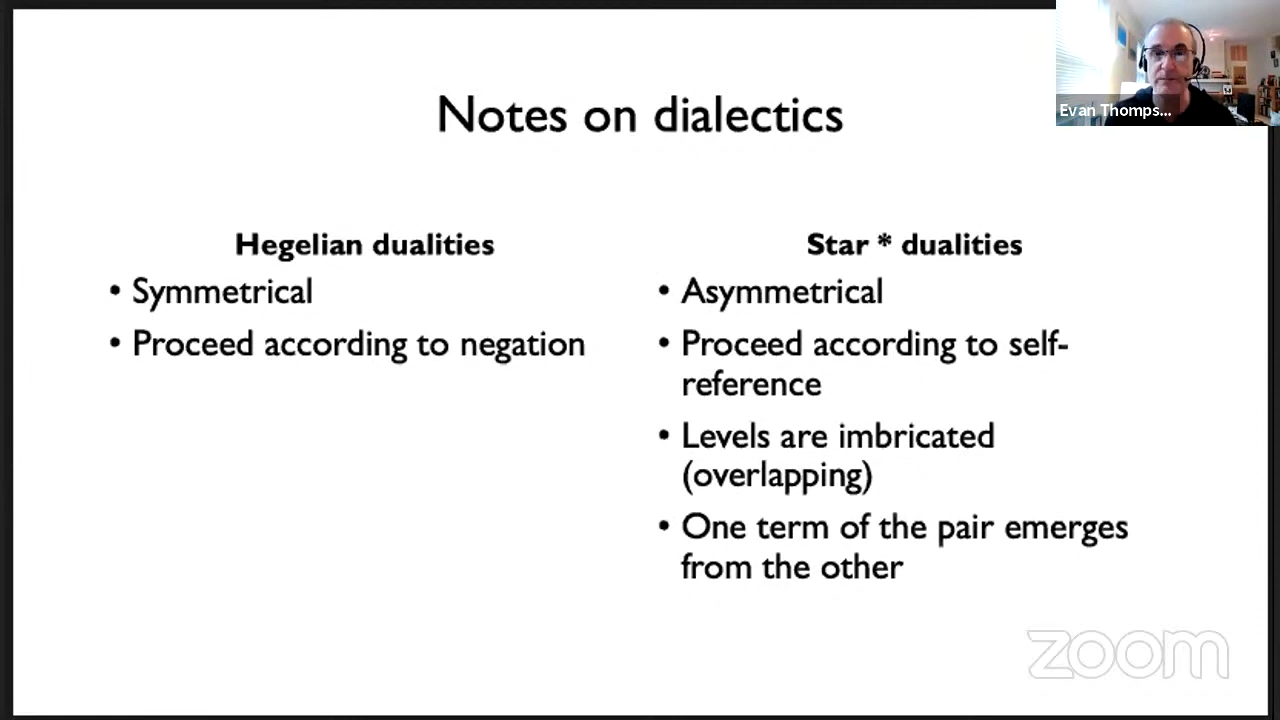 Notes on dialectics
Evan Thomps...
Hegelian dualities
• Symmetrical
• Proceed according to negation
Star * dualities
• Asymmetrical
• Proceed according to self-
reference
• Levels are imbricated
(overlapping)
• One term of the pair emerges
from the other
zoom